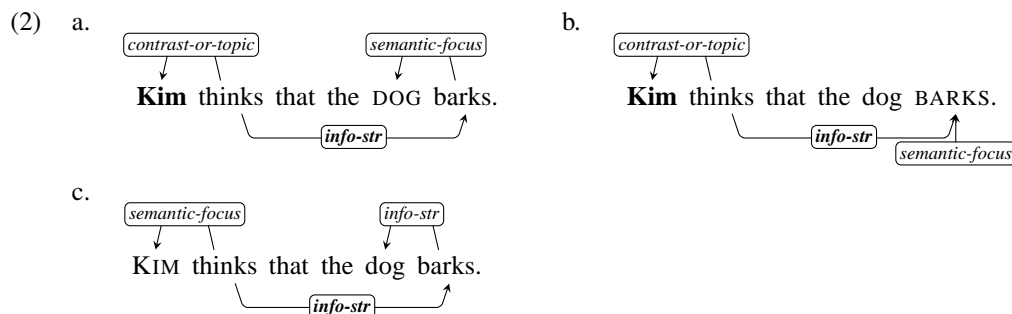 (2) a. b.
contrast-or-topic semantic-focus contrast-or-topic
Kim thinks that the DOG barks. Kim thinks that the dog BARKS.
info-str info-str
semantic-focus
c.
semantic-focus info-str
KIM thinks that the dog barks.
info-str